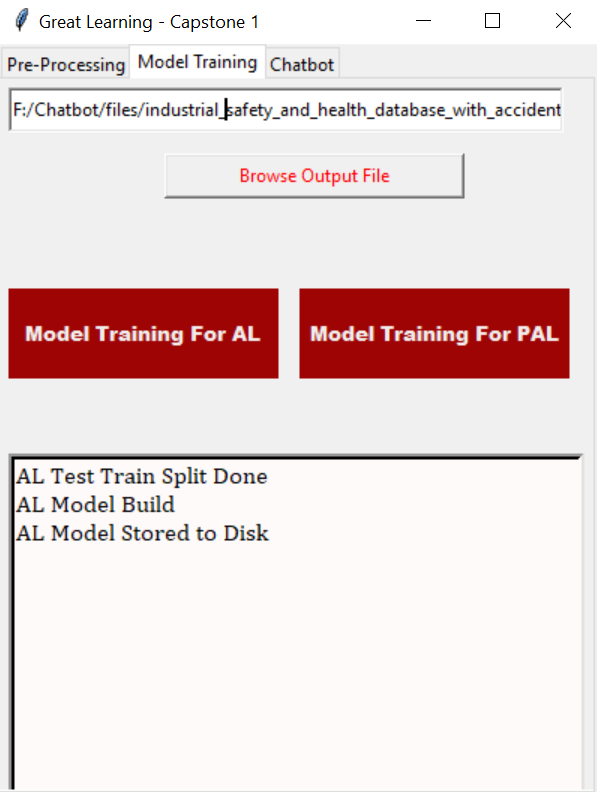 Great Learning - Capstone 1
Pre-Processing Model Training Chatbot
F:/Chatbot/files/industrial_safety_and_health_database_with_accident
Browse Output File
Model Training For AL Model Training For PAL
AL Test Train Split Done
AL Model Build
AL Model Stored to Disk